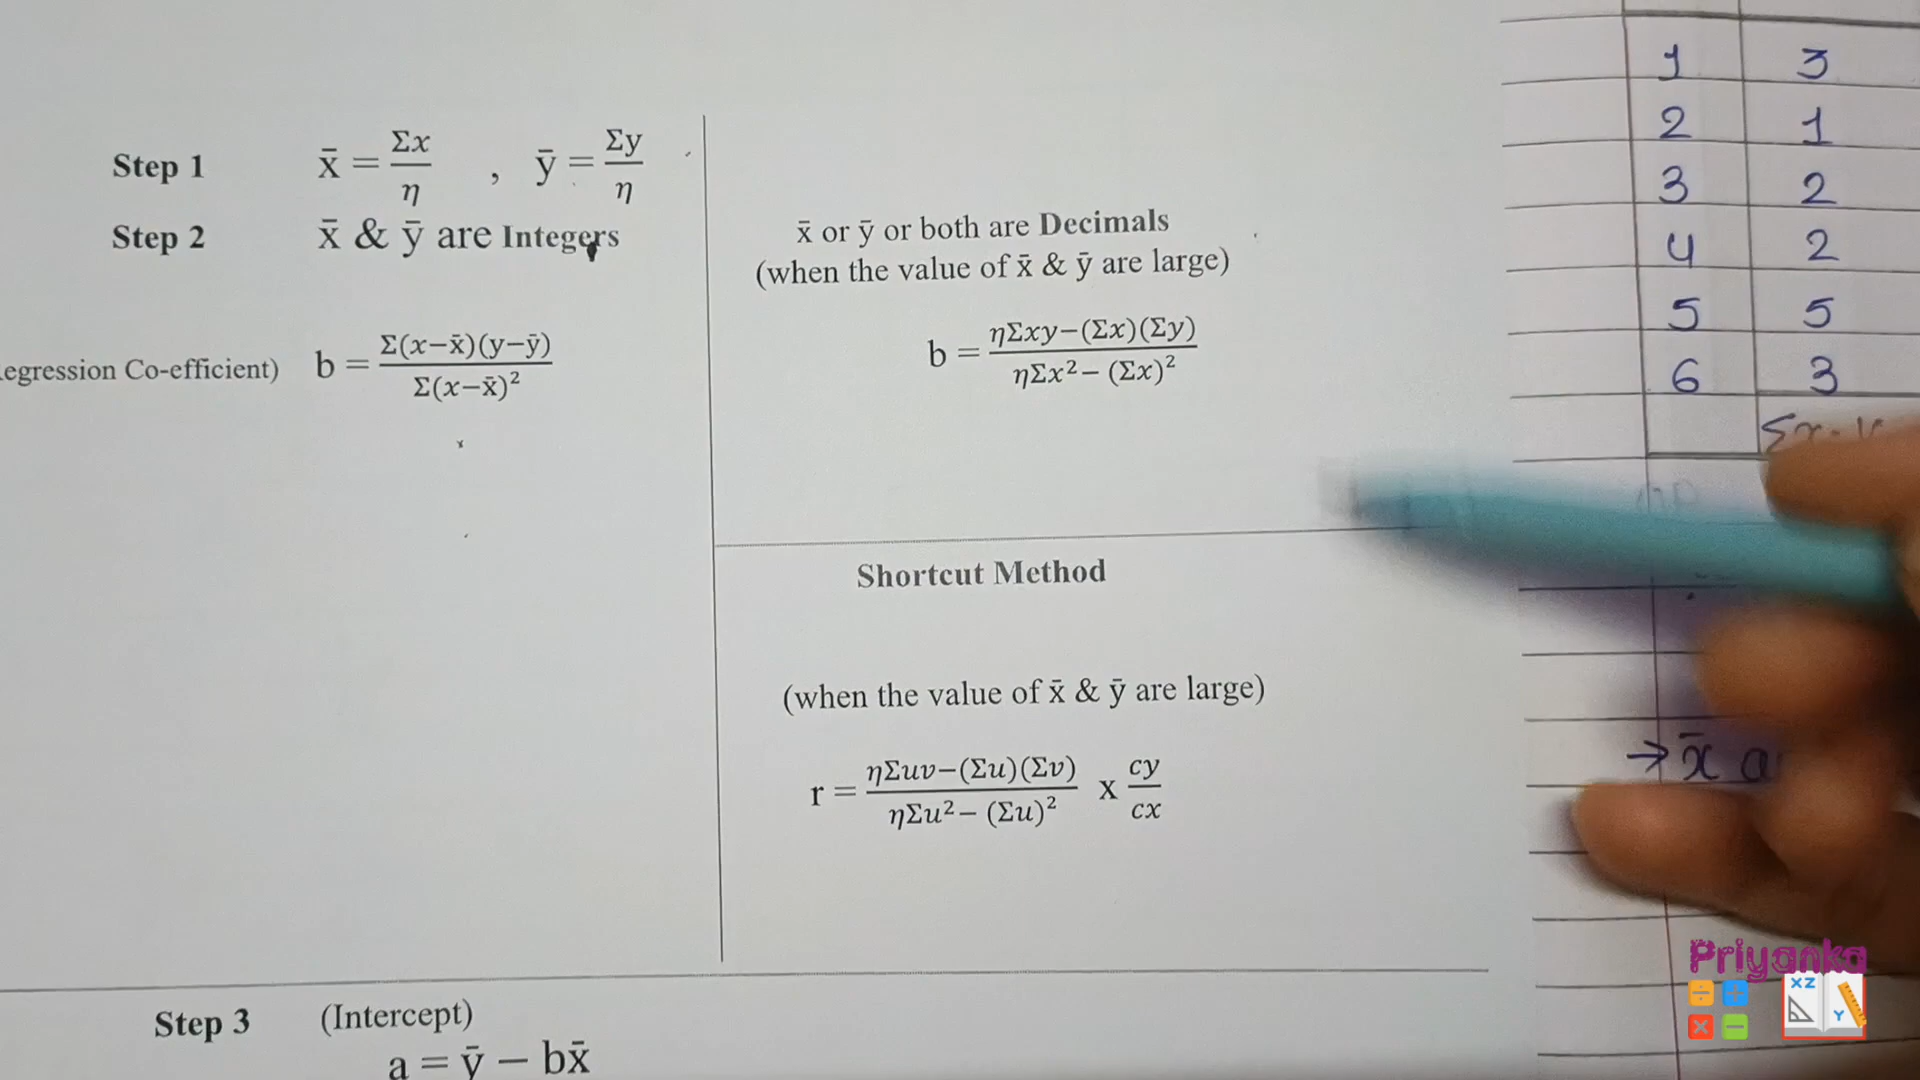 Step 1 x̄ = Σx/η , ȳ = Σy/η
Step 2 x̄ & ȳ are Integers
Co-efficient) b = Σ(x−x̄)(y−ȳ)/Σ(x−x̄)²
x̄ or ȳ or both are Decimals
(when the value of x̄ & ȳ are large)
b = ηΣxy−(Σx)(Σy)/ηΣx²− (Σx)²
Shortcut Method
(when the value of x̄ & ȳ are large)
r = ηΣuv−(Σu)(Σv)/ηΣu²− (Σu)² x cy/cx
Step 3 (Intercept)
a = ȳ − bx̄
1 3
2 1
3 2
4 2
5 5
6 3
→ x̄
Priyanka
XZ
Y